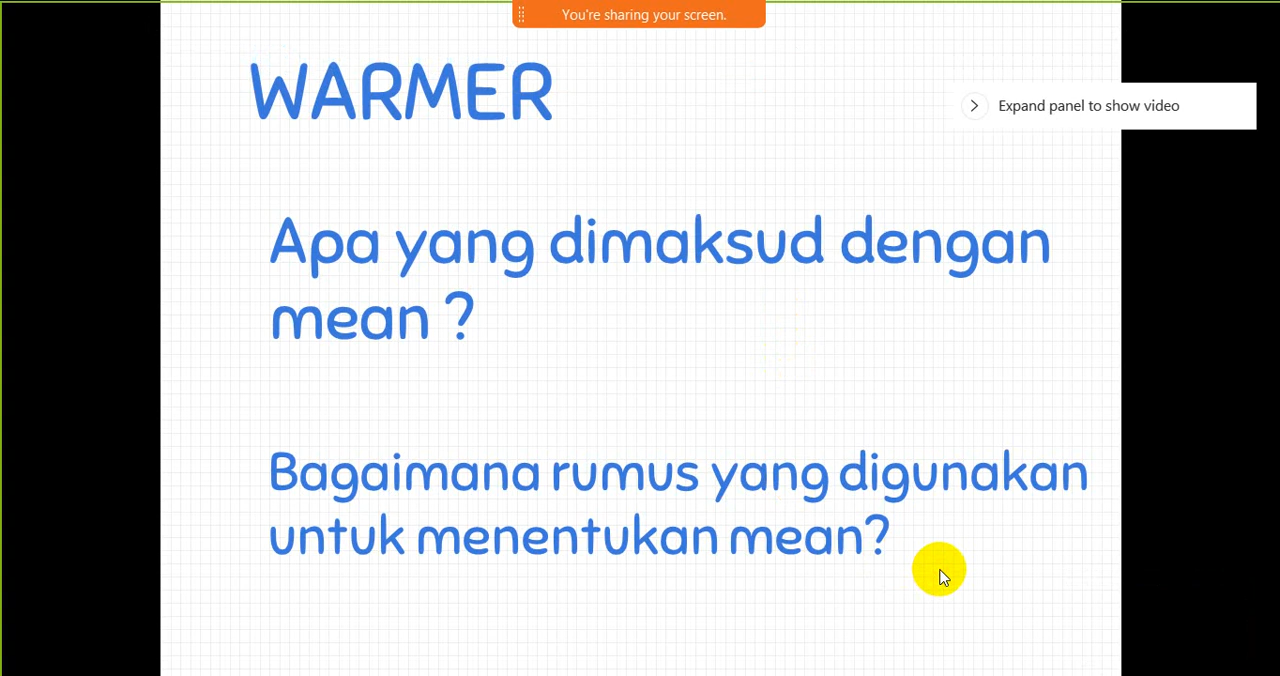 You're sharing your screen.
WARMER
Expand panel to show video
Apa yang dimaksud dengan
mean ?
Bagaimana rumus yang digunakan
untuk menentukan mean?